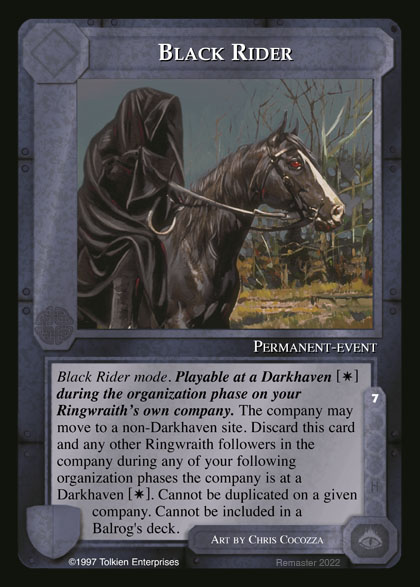 BLACK RIDER
PERMANENT-EVENT
Black Rider mode. Playable at a Darkhaven [✷]
during the organization phase on your
Ringwraith's own company. The company may
move to a non-Darkhaven site. Discard this card
and any other Ringwraith followers in the
company during any of your following
organization phases the company is at a
Darkhaven [✷]. Cannot be duplicated on a given
company. Cannot be included in a
Balrog's deck.
7
H
ART BY CHRIS COCOZZA
©1997 Tolkien Enterprises
Remaster 2022